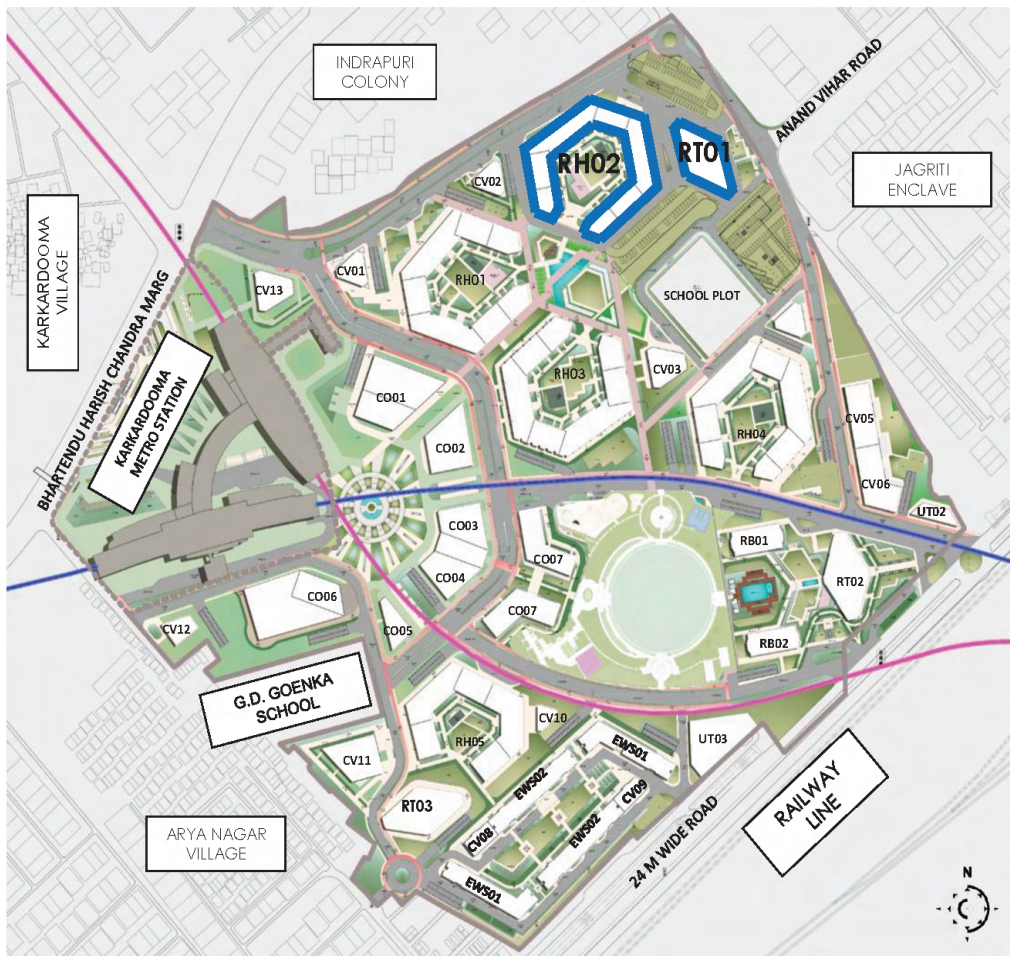 INDRAPURI
COLONY
ANAND VIHAR ROAD
JAGRITI
ENCLAVE
KARKARDOOMA
VILLAGE
BHARTENDU HARISH CHANDRA MARG
KARKARDOOMA
METRO STATION
RH02
RT01
CV02
CV01
CV13
RH01
SCHOOL PLOT
RH03
CV03
CO01
CO02
RH04
CV05
CV06
UT02
CO03
CO04
CO07
RB01
RT02
CO06
CO05
CO07
RB02
CV12
G.D. GOENKA
SCHOOL
RH05
CV10
UT03
CV11
EWS01
EWS02
CV09
RT03
CV08
EWS02
EWS01
ARYA NAGAR
VILLAGE
24 M WIDE ROAD
RAILWAY
LINE
N